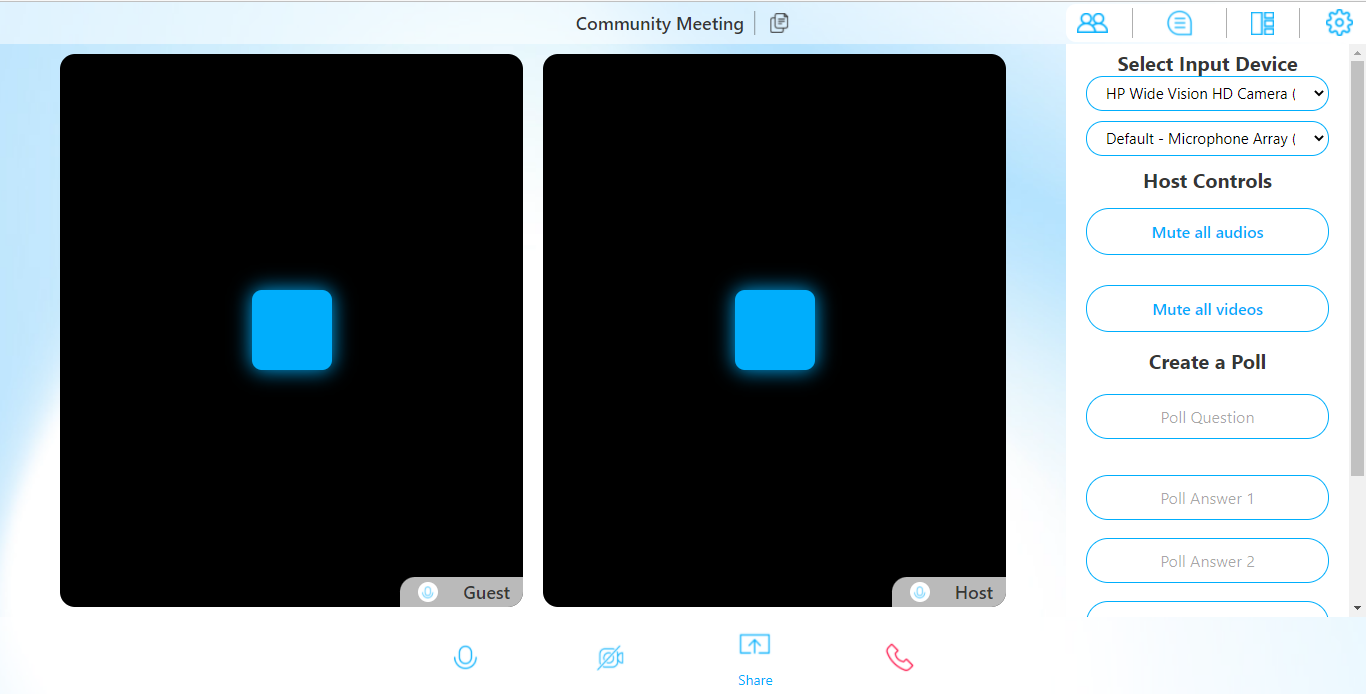 Community Meeting
Select Input Device
HP Wide Vision HD Camera (
Default - Microphone Array (
Host Controls
Mute all audios
Mute all videos
Create a Poll
Poll Question
Poll Answer 1
Poll Answer 2
Guest
Host
Share